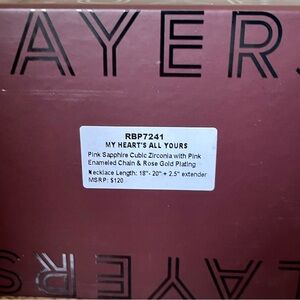 AYERS
RBP7241
MY HEART'S ALL YOURS
Pink Sapphire Cubic Zirconia with Pink
Enameled Chain & Rose Gold Plating
Necklace Length: 18"- 20" + 2.5" extender
MSRP: $120
LAYERS